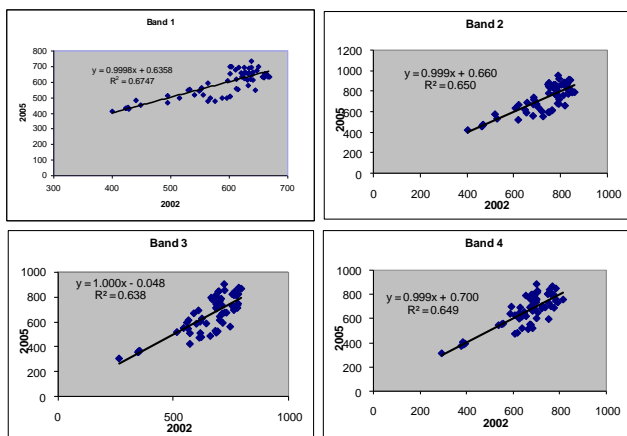 Band 1
y = 0.9998x + 0.6358
R² = 0.6747
2005
800
700
600
500
400
300
200
100
0
300 400 500 600 700
2002
Band 2
y = 0.999x + 0.660
R² = 0.650
2005
1200
1000
800
600
400
200
0
0 200 400 600 800 1000
2002
Band 3
y = 1.000x - 0.048
R² = 0.638
2005
1000
800
600
400
200
0
0 500 1000
2002
Band 4
y = 0.999x + 0.700
R² = 0.649
2005
1000
800
600
400
200
0
0 200 400 600 800 1000
2002